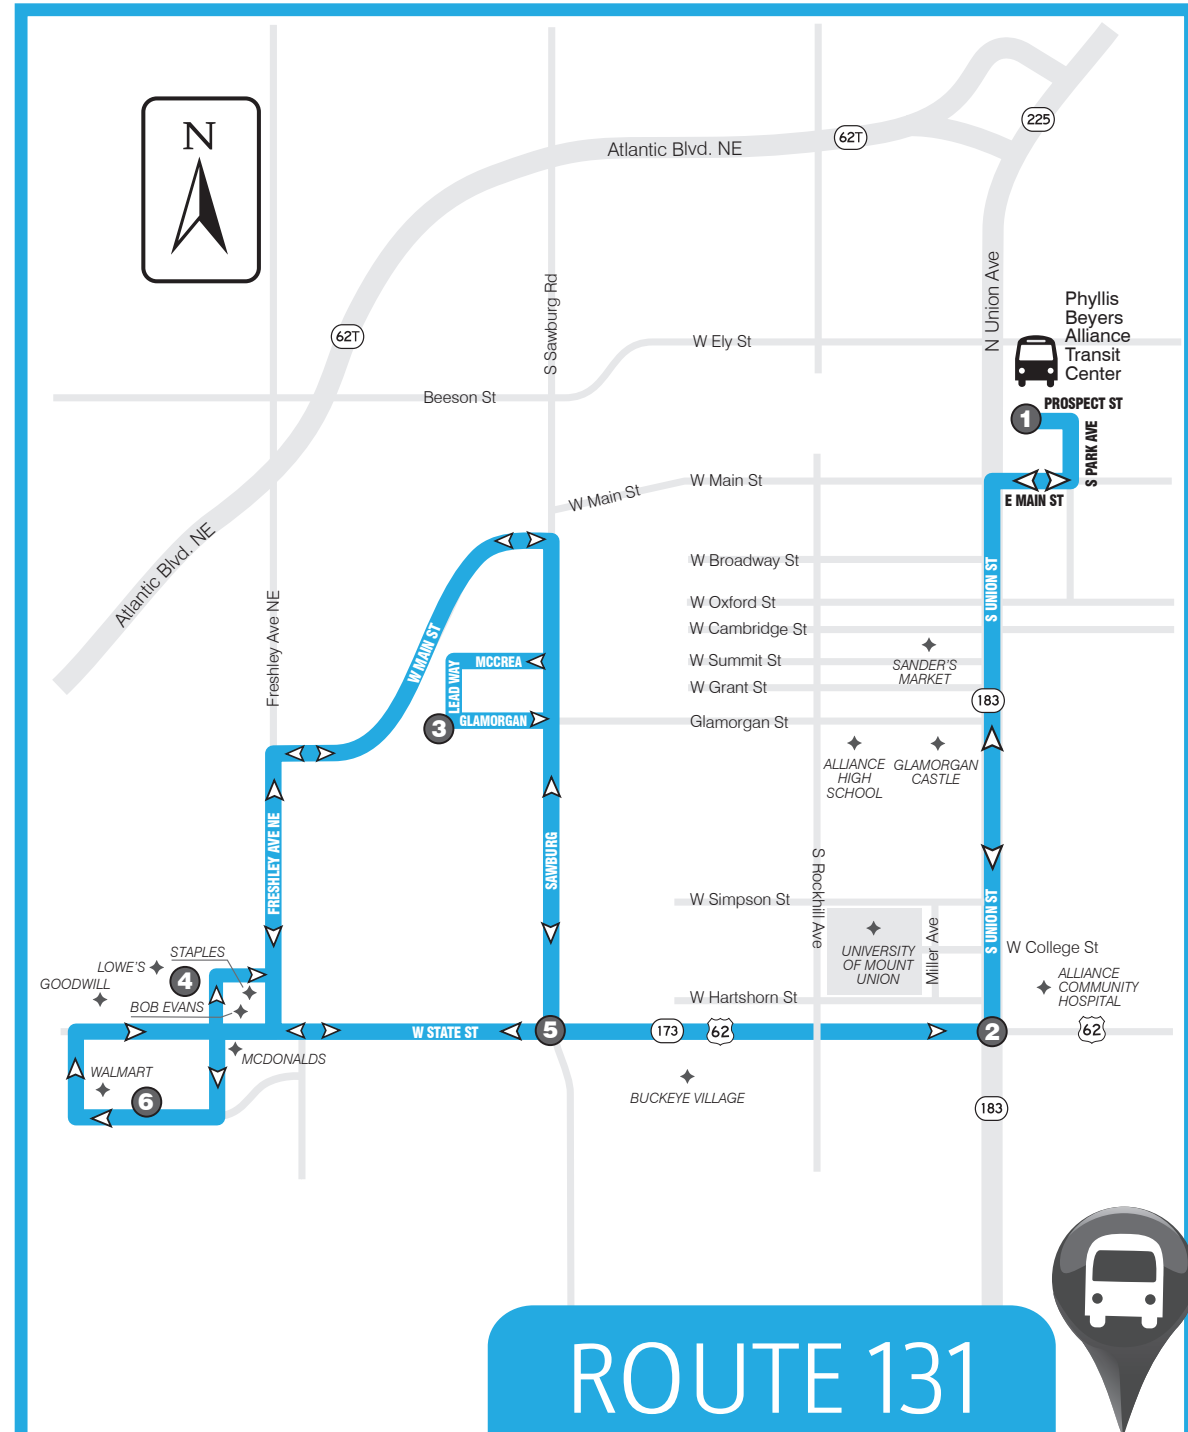 N
225
62T
Atlantic Blvd. NE
S Sawburg Rd
N Union Ave
Phyllis
Beyers
Alliance
Transit
Center
62T
W Ely St
Beeson St
1
PROSPECT ST
S PARK AVE
W Main St
W Main St
E MAIN ST
Atlantic Blvd. NE
Freshley Ave NE
W Broadway St
S UNION ST
W Oxford St
W Cambridge St
W MAIN ST
SANDER'S
MARKET
MCCREA
W Summit St
LEAD WAY
W Grant St
183
3
GLAMORGAN
Glamorgan St
ALLIANCE
HIGH
SCHOOL
GLAMORGAN
CASTLE
FRESHLEY AVE NE
SAWBURG
S Rockhill Ave
W Simpson St
S UNION ST
Miller Ave
W College St
UNIVERSITY
OF MOUNT
UNION
STAPLES
LOWE'S
4
GOODWILL
BOB EVANS
ALLIANCE
COMMUNITY
HOSPITAL
W Hartshorn St
W STATE ST
5
173
62
2
62
MCDONALDS
WALMART
6
BUCKEYE VILLAGE
183
ROUTE 131